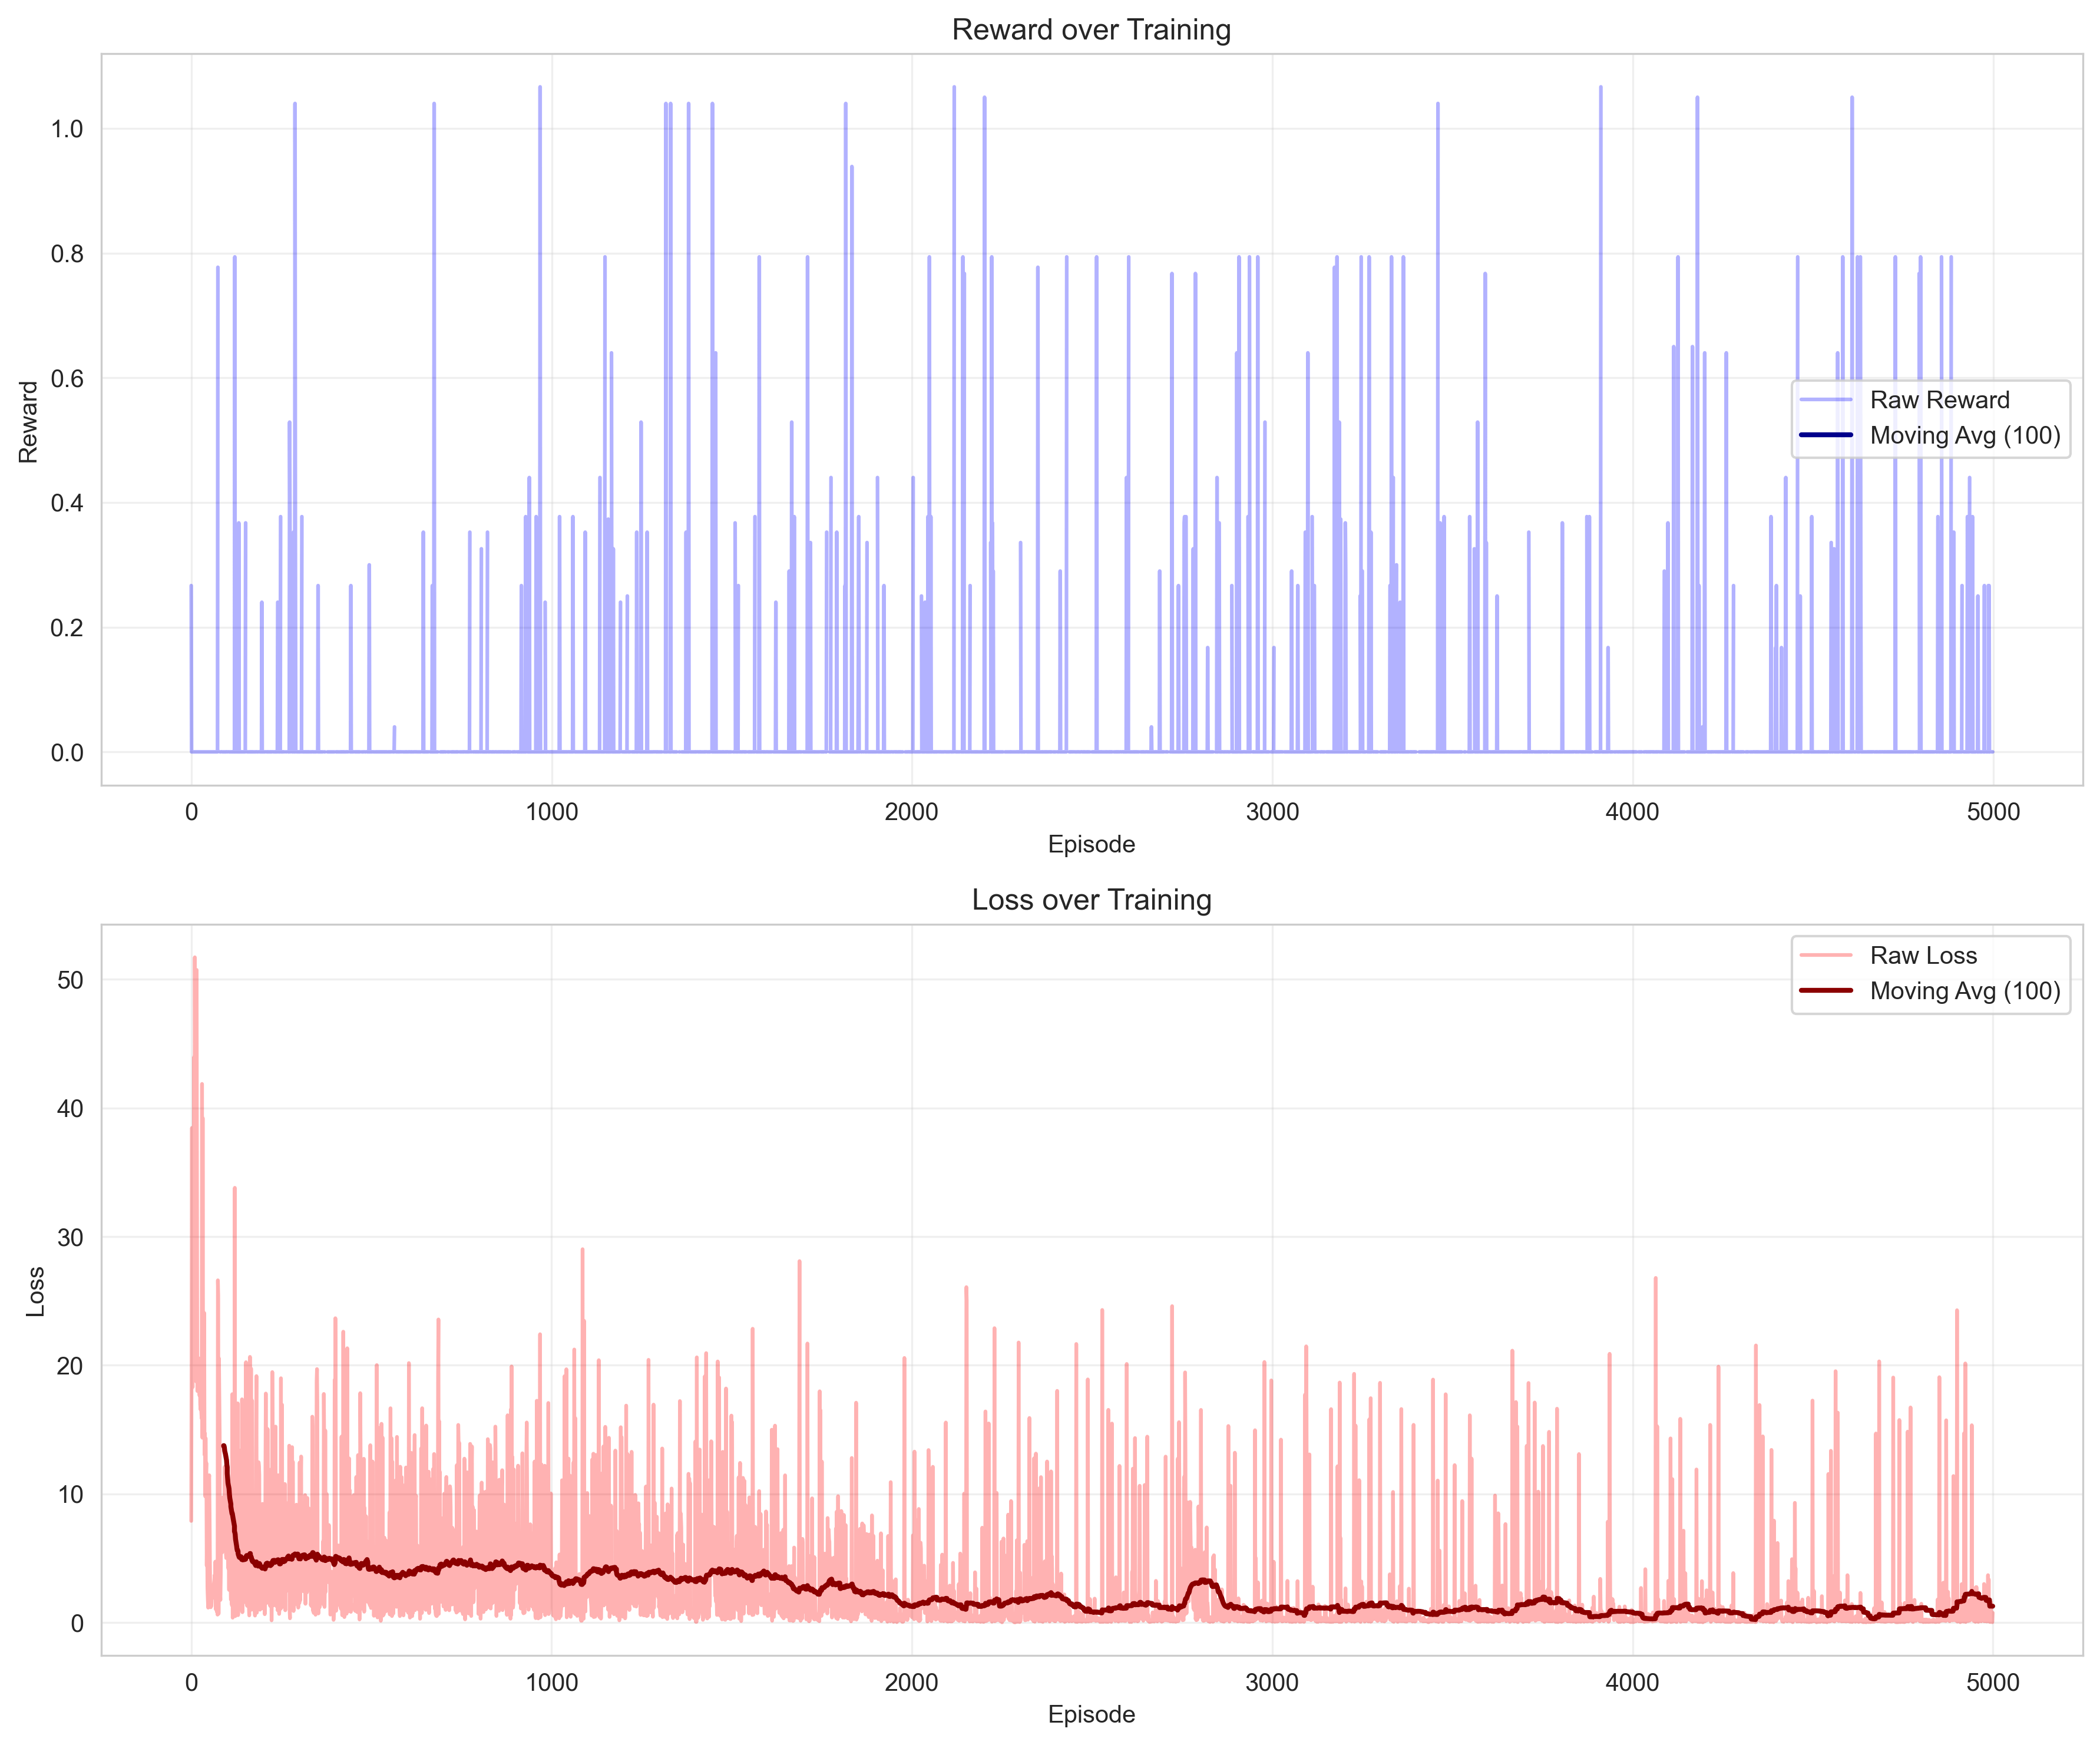 Reward over Training
Reward
1.0
0.8
0.6
0.4
0.2
0.0
Raw Reward
Moving Avg (100)
0 1000 2000 3000 4000 5000
Episode
Loss over Training
Loss
50
40
30
20
10
0
Raw Loss
Moving Avg (100)
0 1000 2000 3000 4000 5000
Episode